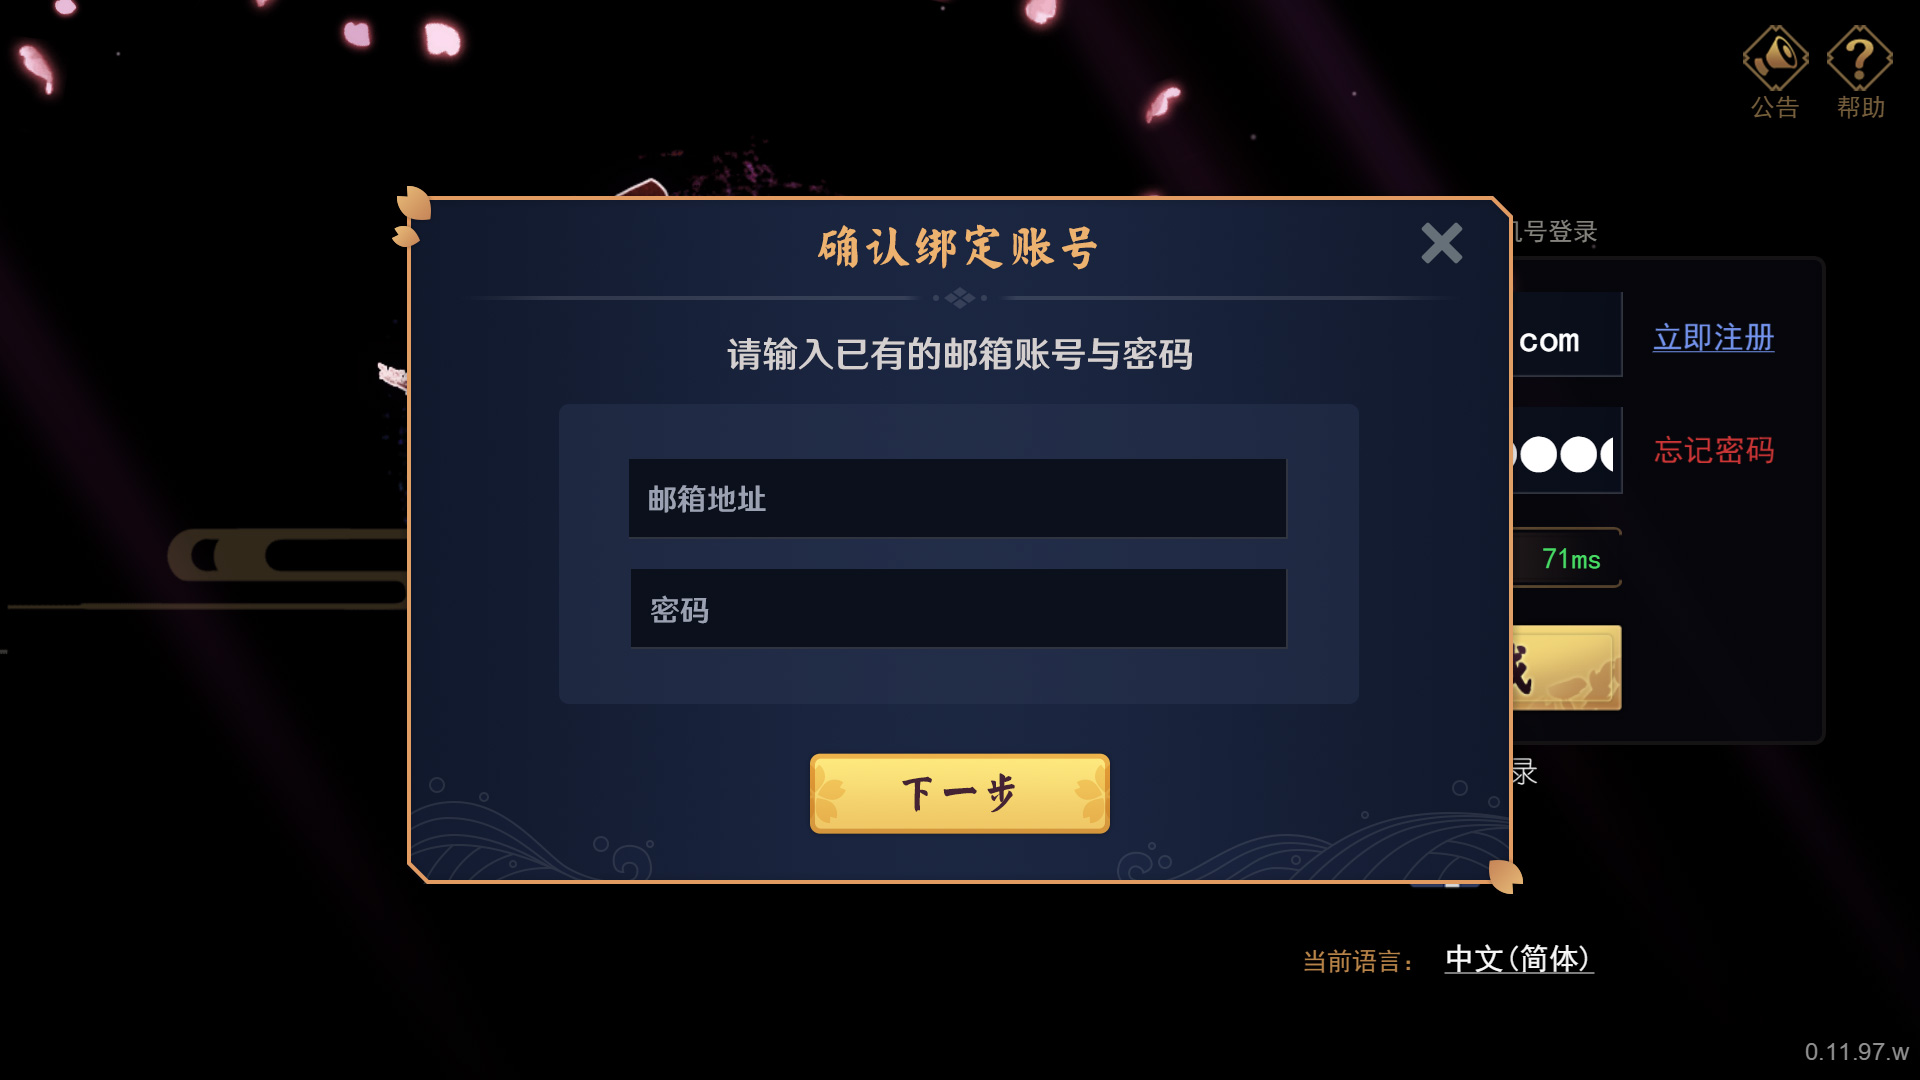 公告
帮助
确认绑定账号
号登录
请输入已有的邮箱账号与密码
com
立即注册
邮箱地址
忘记密码
71ms
密码
下一步
录
当前语言：
中文(简体)
0.11.97.w